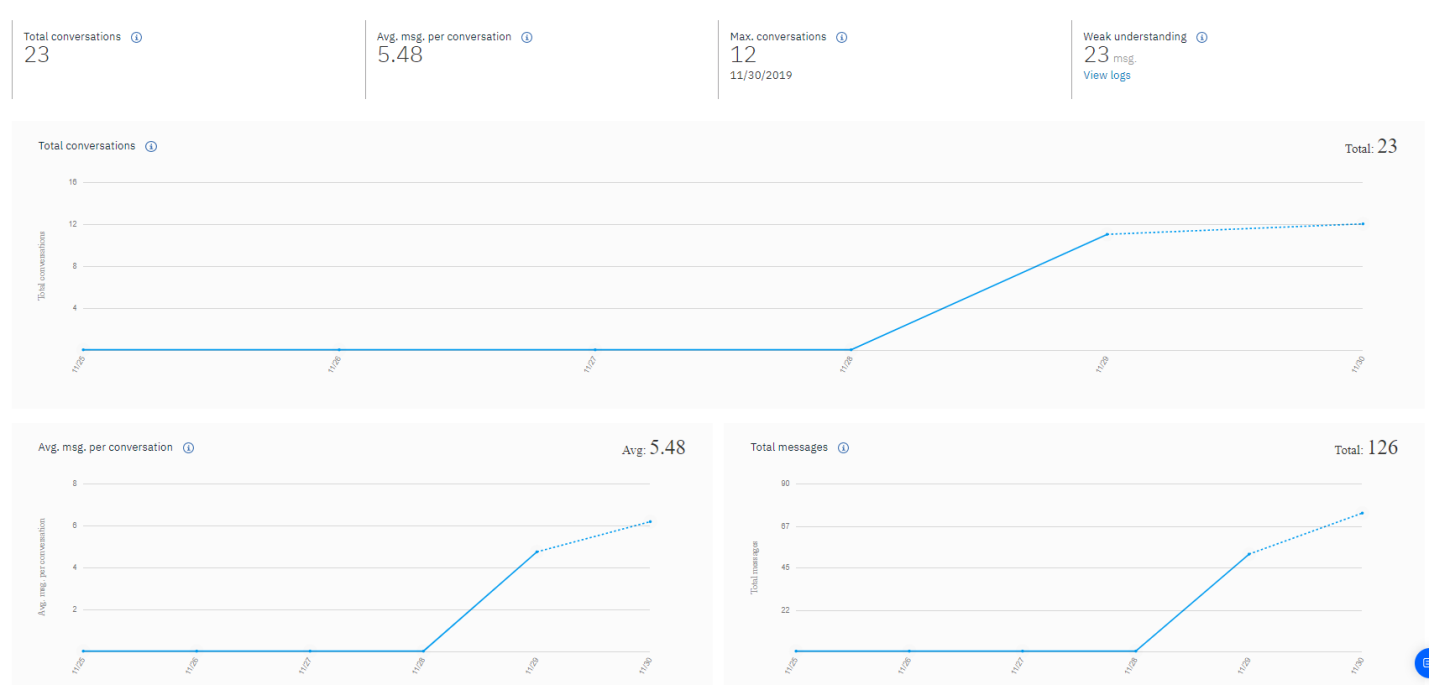 Total conversations
23
Avg. msg. per conversation
5.48
Max. conversations
12
11/30/2019
Weak understanding
23 msg.
View logs
Total conversations
Total: 23
16
12
8
4
Total conversations
11/25
11/26
11/27
11/28
11/29
11/30
Avg. msg. per conversation
Avg: 5.48
8
6
4
2
Avg. msg. per conversation
11/25
11/26
11/27
11/28
11/29
11/30
Total messages
Total: 126
90
67
45
22
Total messages
11/25
11/26
11/27
11/28
11/29
11/30